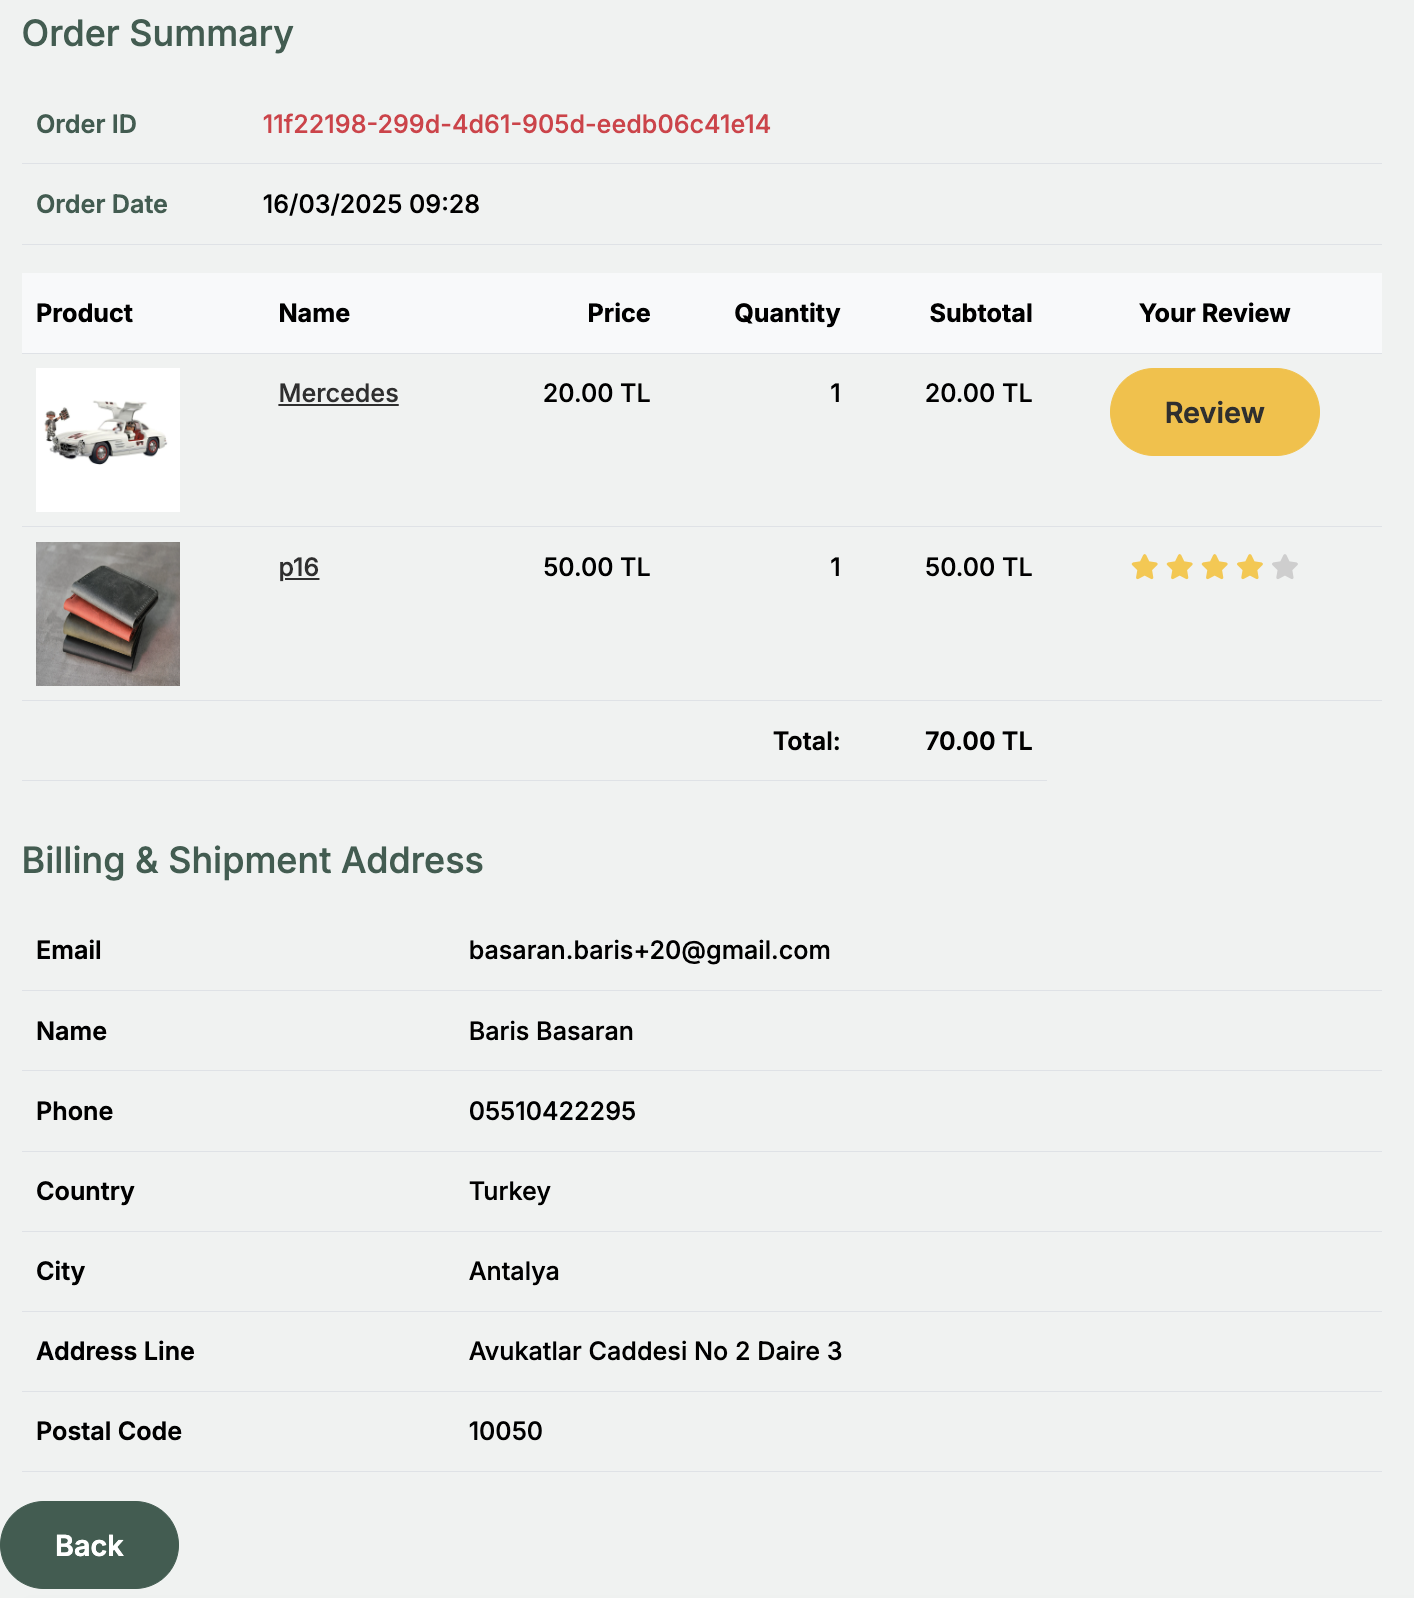 Order Summary
Order ID 11f22198-299d-4d61-905d-eedb06c41e14
Order Date 16/03/2025 09:28
Product Name Price Quantity Subtotal Your Review
Mercedes 20.00 TL 1 20.00 TL Review
p16 50.00 TL 1 50.00 TL
Total: 70.00 TL
Billing & Shipment Address
Email basaran.baris+20@gmail.com
Name Baris Basaran
Phone 05510422295
Country Turkey
City Antalya
Address Line Avukatlar Caddesi No 2 Daire 3
Postal Code 10050
Back